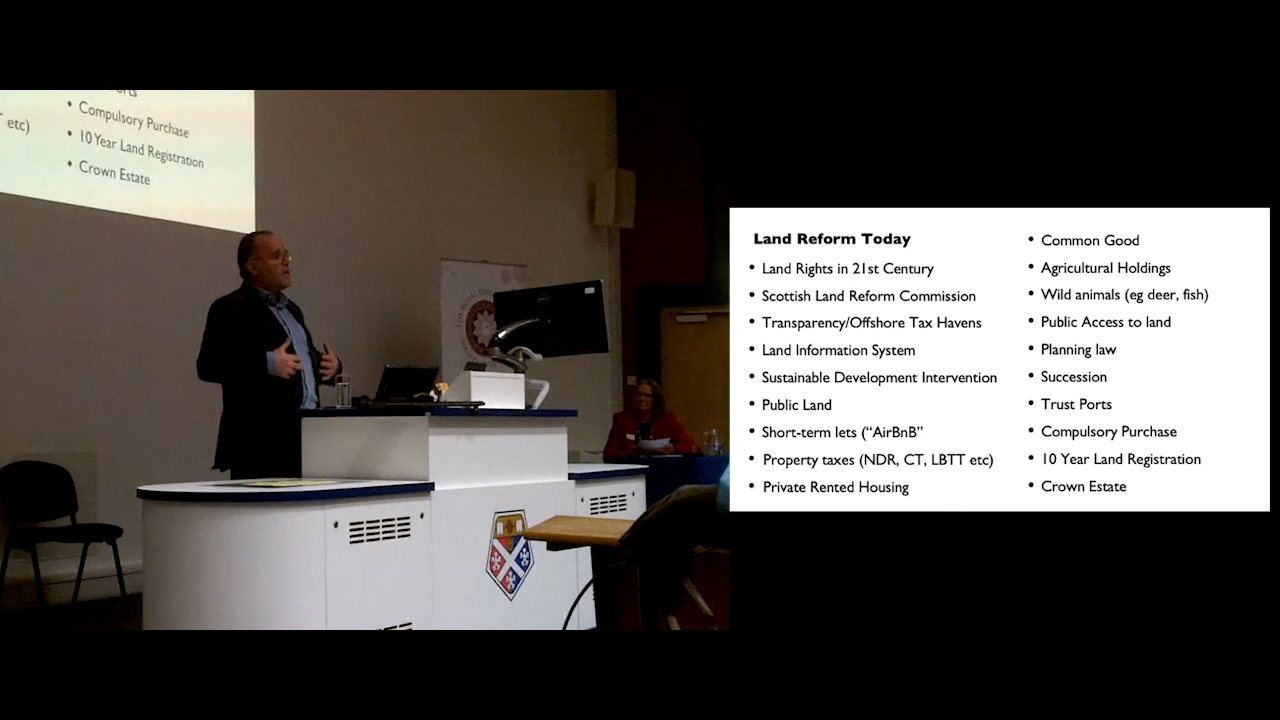 etc)
Compulsory Purchase
10 Year Land Registration
Crown Estate
Land Reform Today
• Land Rights in 21st Century
• Scottish Land Reform Commission
• Transparency/Offshore Tax Havens
• Land Information System
• Sustainable Development Intervention
• Public Land
• Short-term lets (“AirBnB”
• Property taxes (NDR, CT, LBTT etc)
• Private Rented Housing
• Common Good
• Agricultural Holdings
• Wild animals (eg deer, fish)
• Public Access to land
• Planning law
• Succession
• Trust Ports
• Compulsory Purchase
• 10 Year Land Registration
• Crown Estate